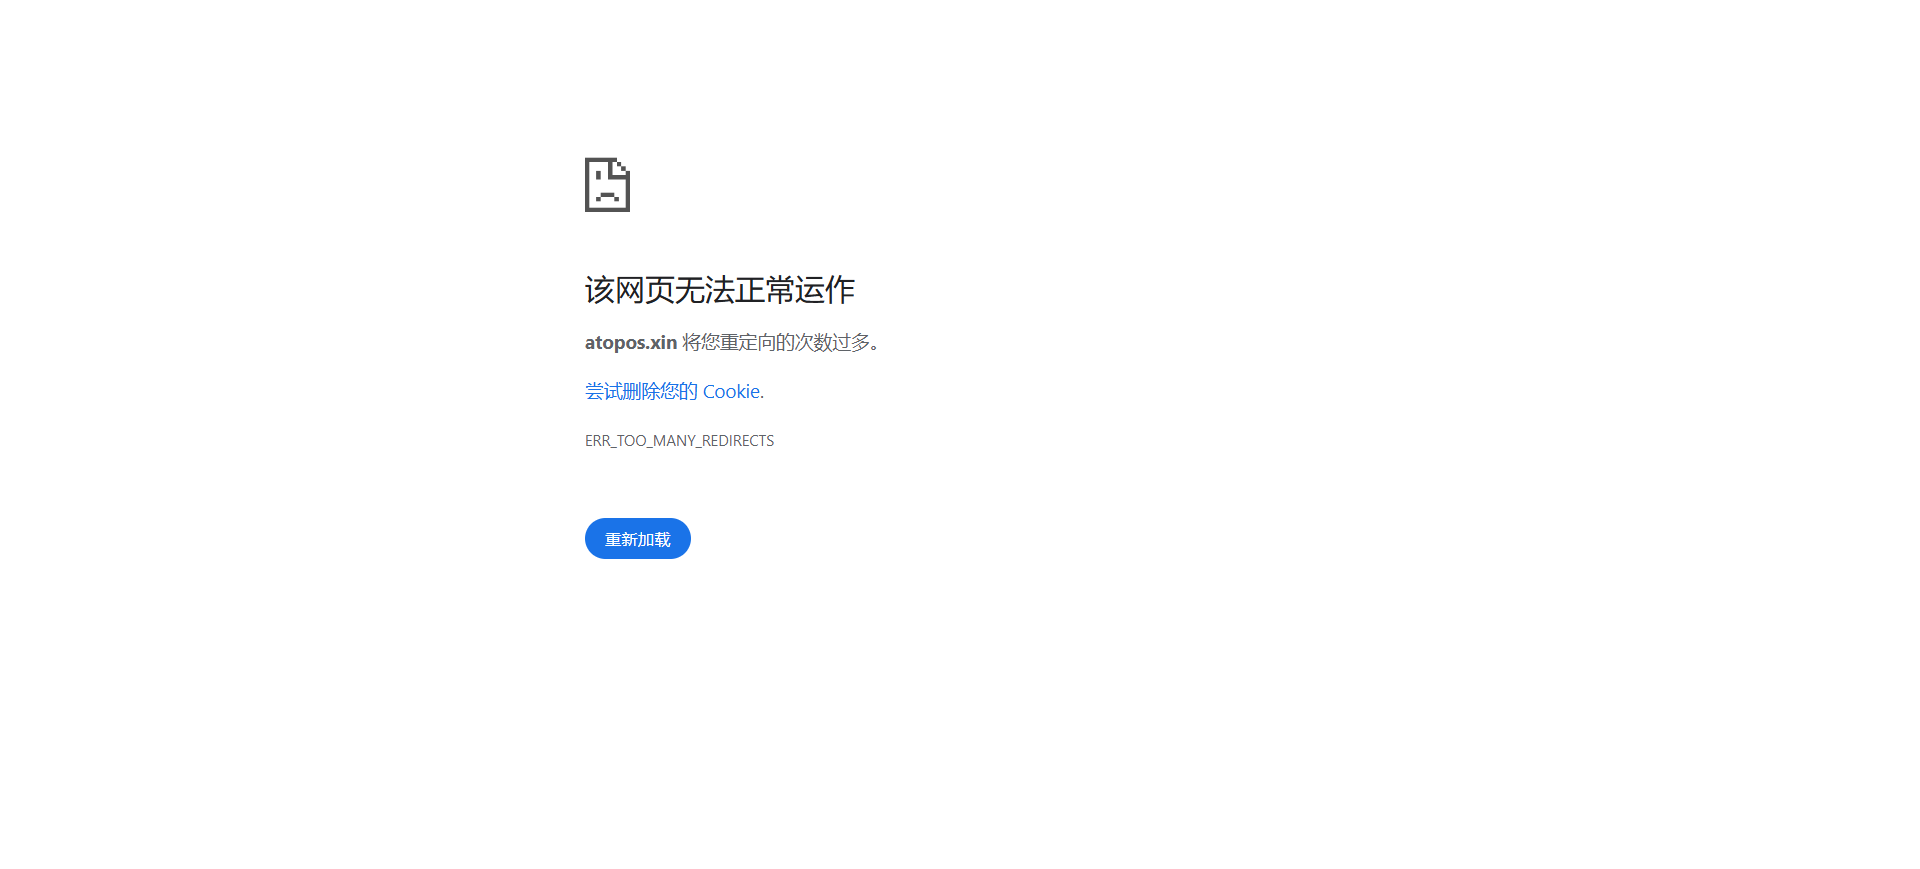 该网页无法正常运作
atopos.xin 将您重定向的次数过多。
尝试删除您的 Cookie.
ERR_TOO_MANY_REDIRECTS
重新加载